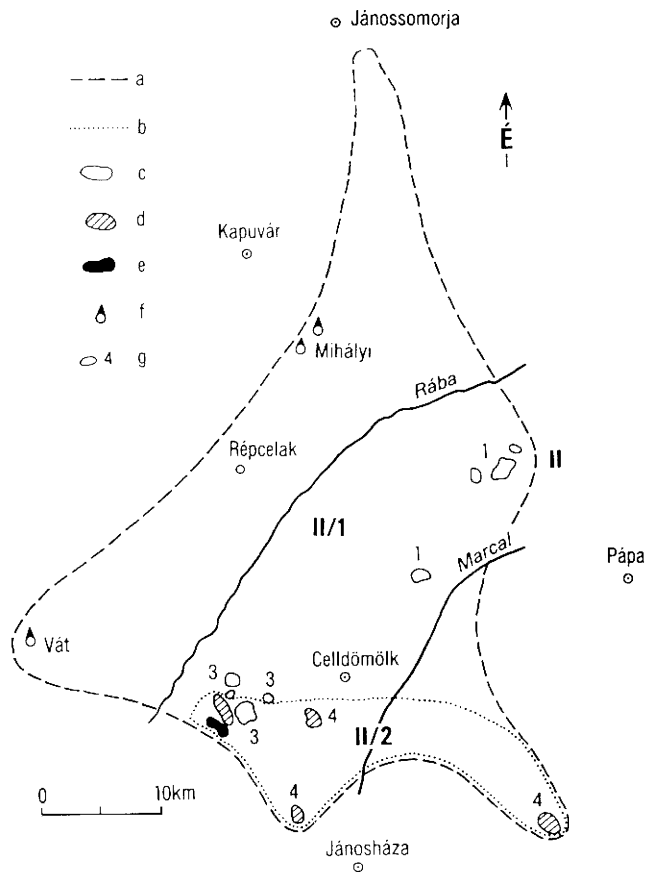 Jánossomorja
a
b
c
d
e
f
4 g
É
Kapuvár
Mihályi
Rába
Répcelak
1
II
II/1
1
Marcal
Pápa
Vát
Celldömölk
3
3
3
4
II/2
0 10km
4
4
Jánosháza